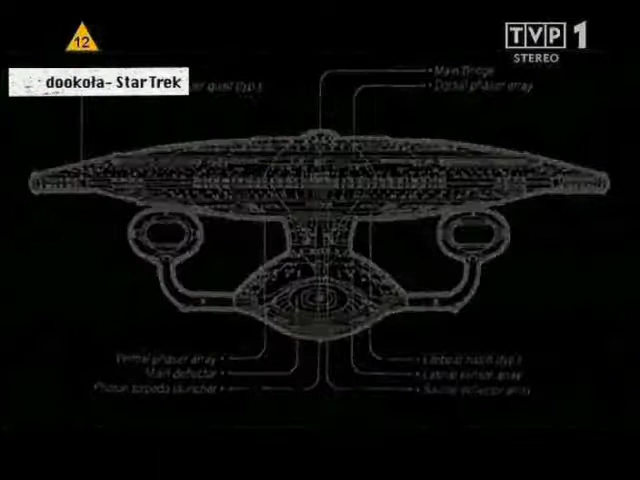 12
TVP 1
STEREO
dookoła- Star Trek
Main Bridge
Dorsal phaser array
Ventral phaser array
Main deflector
Photon torpedo launcher
Lateral sensor array